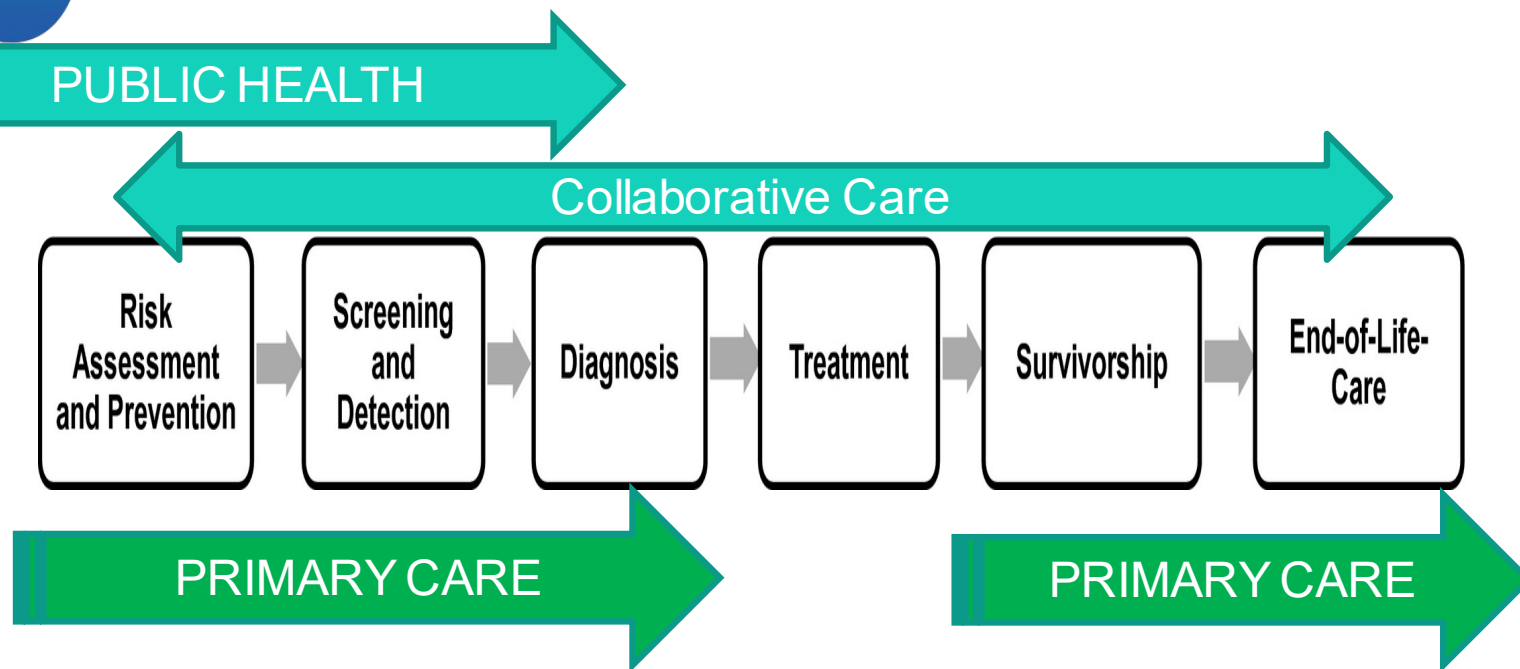 PUBLIC HEALTH
Collaborative Care
Risk
Assessment
and Prevention
Screening
and
Detection
Diagnosis
Treatment
Survivorship
End-of-Life-
Care
PRIMARY CARE
PRIMARY CARE